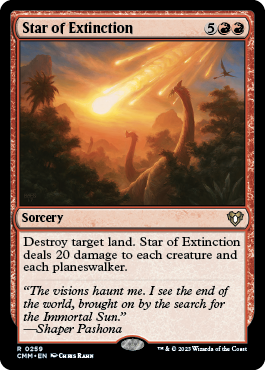 Star of Extinction 5
Sorcery
Destroy target land. Star of Extinction
deals 20 damage to each creature and
each planeswalker.
“The visions haunt me. I see the end of
the world, brought on by the search for
the Immortal Sun.”
—Shaper Pashona
R 0259
CMM • EN Chris Rahn
™ & © 2023 Wizards of the Coast